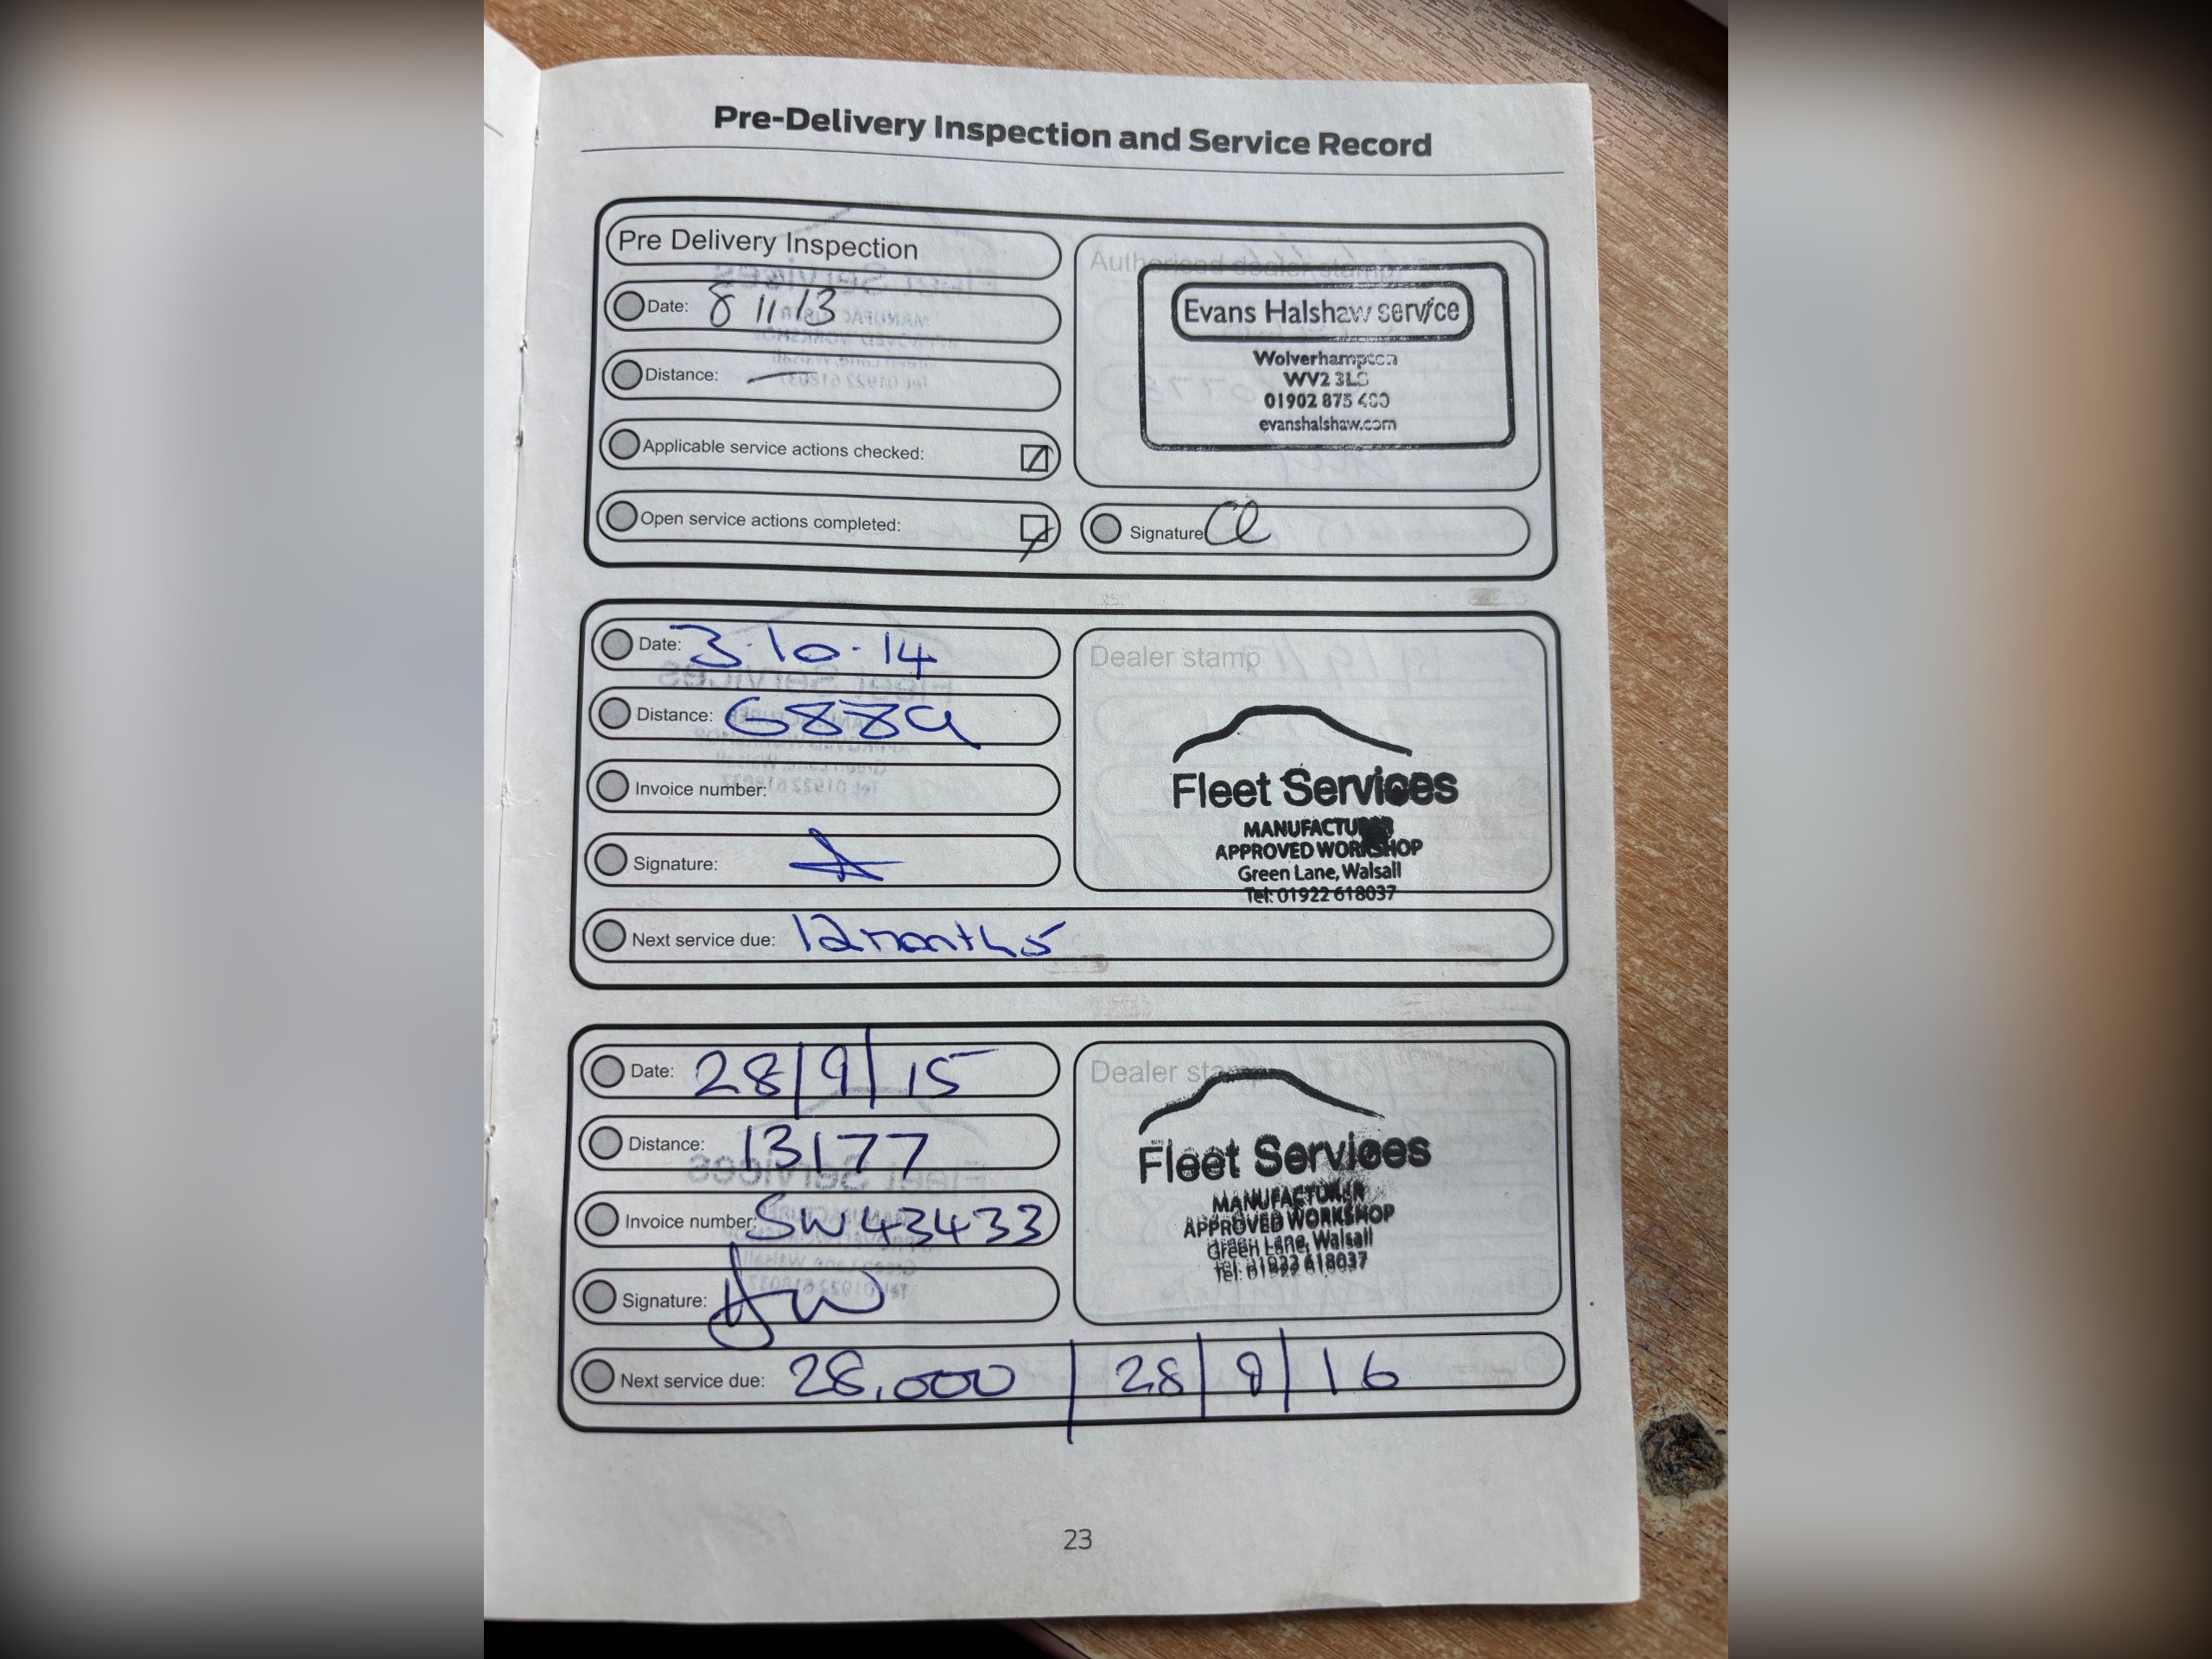 Pre-Delivery Inspection and Service Record
Pre Delivery Inspection
Date: 8 11 13
Distance: —
Applicable service actions checked:
Open service actions completed:
Authorised dealer stamp
Evans Halshaw service
Wolverhampton
WV2 3LG
01902 875 400
evanshalshaw.com
Signature
Date: 3.10.14
Distance: 6889
Invoice number:
Signature:
Next service due: 12 months
Dealer stamp
Fleet Services
MANUFACTURER
APPROVED WORKSHOP
Green Lane, Walsall
Tel: 01922 618037
Date: 28/9/15
Distance: 13177
Invoice number: SW43433
Signature:
Next service due: 28,000 / 28/9/16
Dealer stamp
Fleet Services
MANUFACTURER
APPROVED WORKSHOP
Green Lane, Walsall
Tel: 01922 618037
23